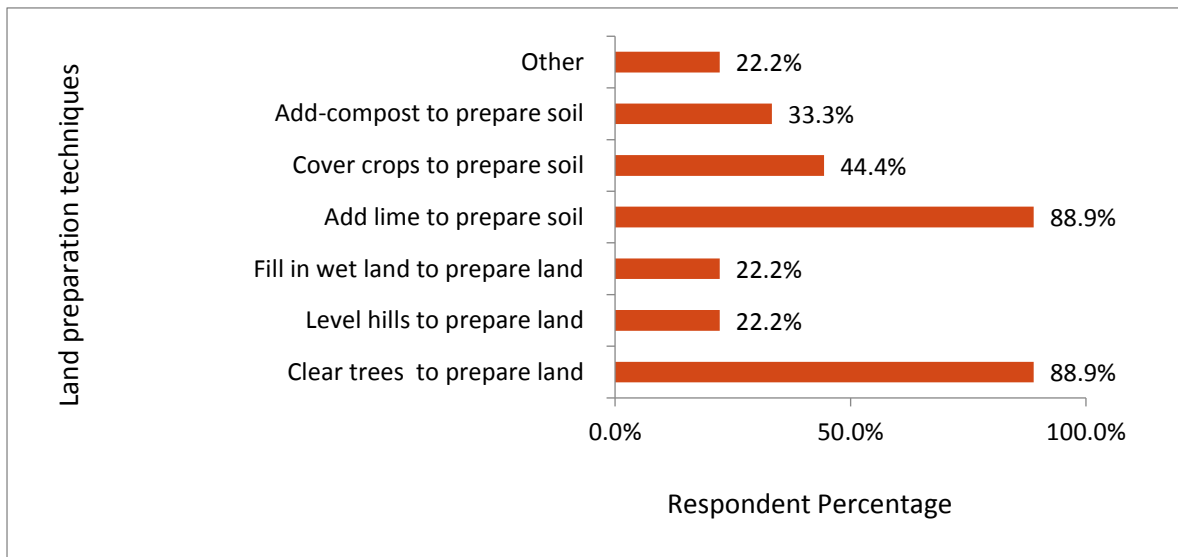 Land preparation techniques
Other
22.2%
Add-compost to prepare soil
33.3%
Cover crops to prepare soil
44.4%
Add lime to prepare soil
88.9%
Fill in wet land to prepare land
22.2%
Level hills to prepare land
22.2%
Clear trees  to prepare land
88.9%
0.0%
50.0%
100.0%
Respondent Percentage